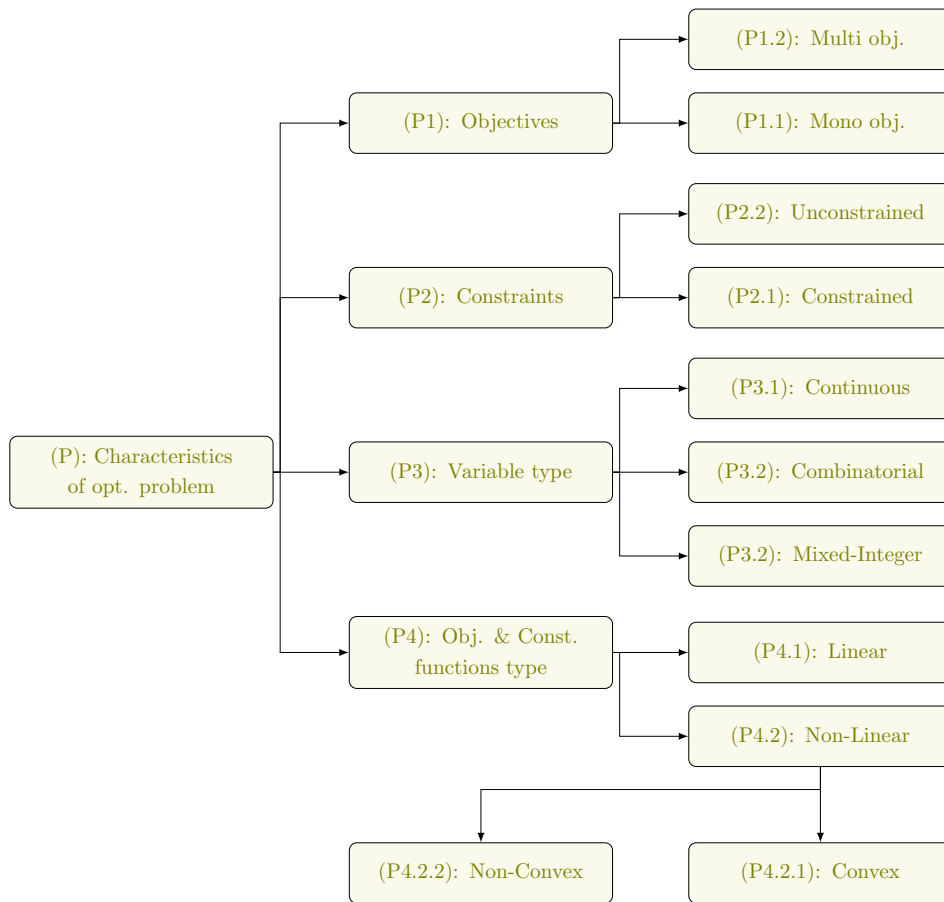 (P1.2): Multi obj.
(P1): Objectives
(P1.1): Mono obj.
(P2.2): Unconstrained
(P2): Constraints
(P2.1): Constrained
(P3.1): Continuous
(P): Characteristics
of opt. problem
(P3): Variable type
(P3.2): Combinatorial
(P3.2): Mixed-Integer
(P4): Obj. & Const.
functions type
(P4.1): Linear
(P4.2): Non-Linear
(P4.2.2): Non-Convex
(P4.2.1): Convex